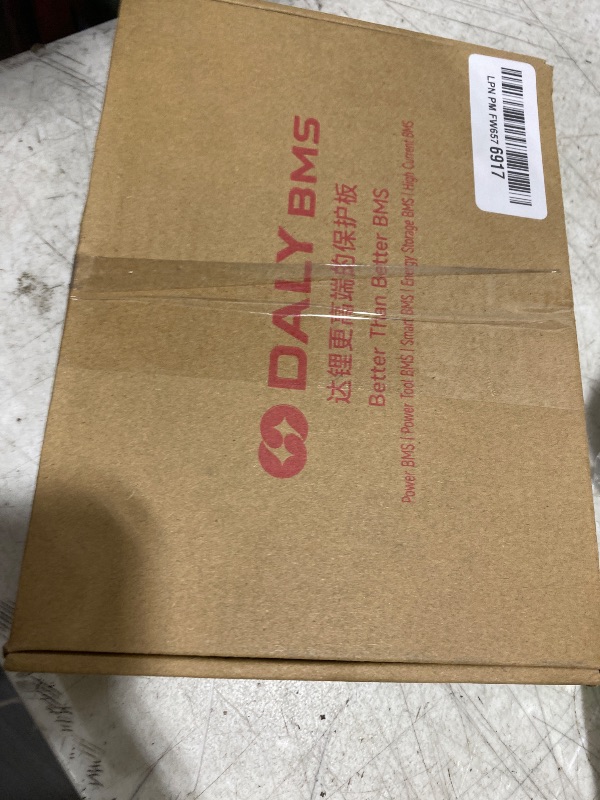 DALY BMS
达锂更高端的保护板
Better Than Better BMS
Power BMS | Power Tool BMS | Smart BMS | Energy Storage BMS | High Current BMS
LPN PM FW657 6917